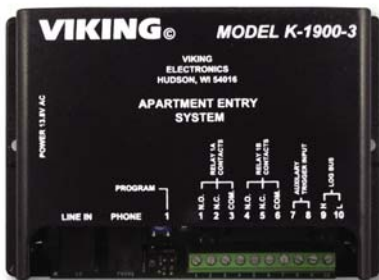 VIKING©
MODEL K-1900-3
VIKING
ELECTRONICS
HUDSON, WI 54016
APARTMENT ENTRY
SYSTEM
POWER 13.8V AC
RELAY 1A
CONTACTS
RELAY 1B
CONTACTS
AUXILIARY
TRIGGER INPUT
LOG BUS
PROGRAM
N.O. N.C. COM. N.O. N.C. COM. H L
LINE IN PHONE 1 1 2 3 4 5 6 7 8 9 10